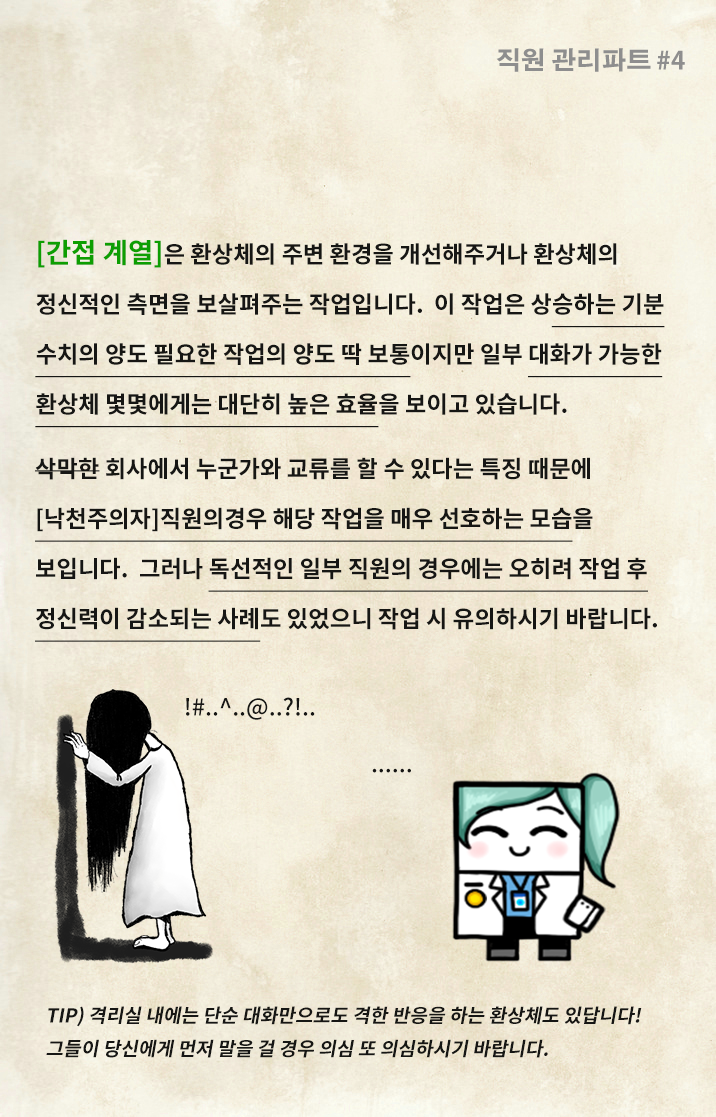 직원 관리파트 #4
[간접 계열]은 환상체의 주변 환경을 개선해주거나 환상체의
정신적인 측면을 보살펴주는 작업입니다. 이 작업은 상승하는 기분
수치의 양도 필요한 작업의 양도 딱 보통이지만 일부 대화가 가능한
환상체 몇몇에게는 대단히 높은 효율을 보이고 있습니다.
삭막한 회사에서 누군가와 교류를 할 수 있다는 특징 때문에
[낙천주의자]직원의경우 해당 작업을 매우 선호하는 모습을
보입니다. 그러나 독선적인 일부 직원의 경우에는 오히려 작업 후
정신력이 감소되는 사례도 있었으니 작업 시 유의하시기 바랍니다.
!#..^..@..?!..
......
TIP) 격리실 내에는 단순 대화만으로도 격한 반응을 하는 환상체도 있답니다!
그들이 당신에게 먼저 말을 걸 경우 의심 또 의심하시기 바랍니다.